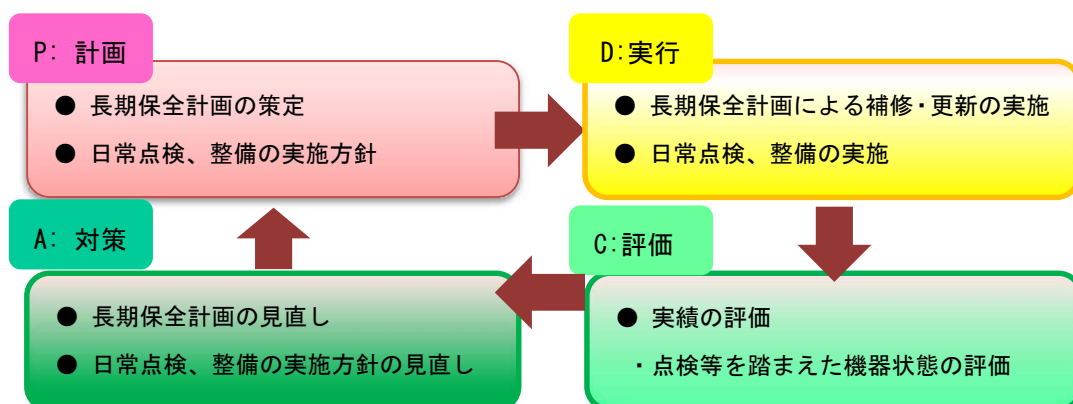 P: 計画
● 長期保全計画の策定
● 日常点検、整備の実施方針
D:実行
● 長期保全計画による補修・更新の実施
● 日常点検、整備の実施
C:評価
● 実績の評価
・点検等を踏まえた機器状態の評価
A: 対策
● 長期保全計画の見直し
● 日常点検、整備の実施方針の見直し